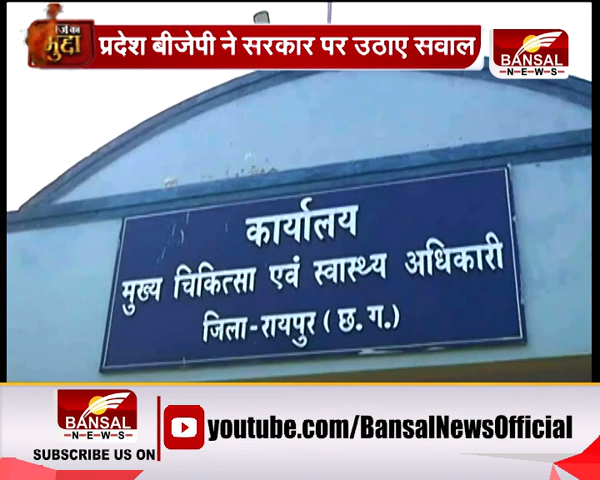 आज का
मुद्दा
प्रदेश बीजेपी ने सरकार पर उठाए सवाल
BANSAL
NEWS
कार्यालय
मुख्य चिकित्सा एवं स्वास्थ्य अधिकारी
जिला-रायपुर (छ.ग.)
BANSAL
NEWS
SUBSCRIBE US ON
youtube.com/BansalNewsOfficial